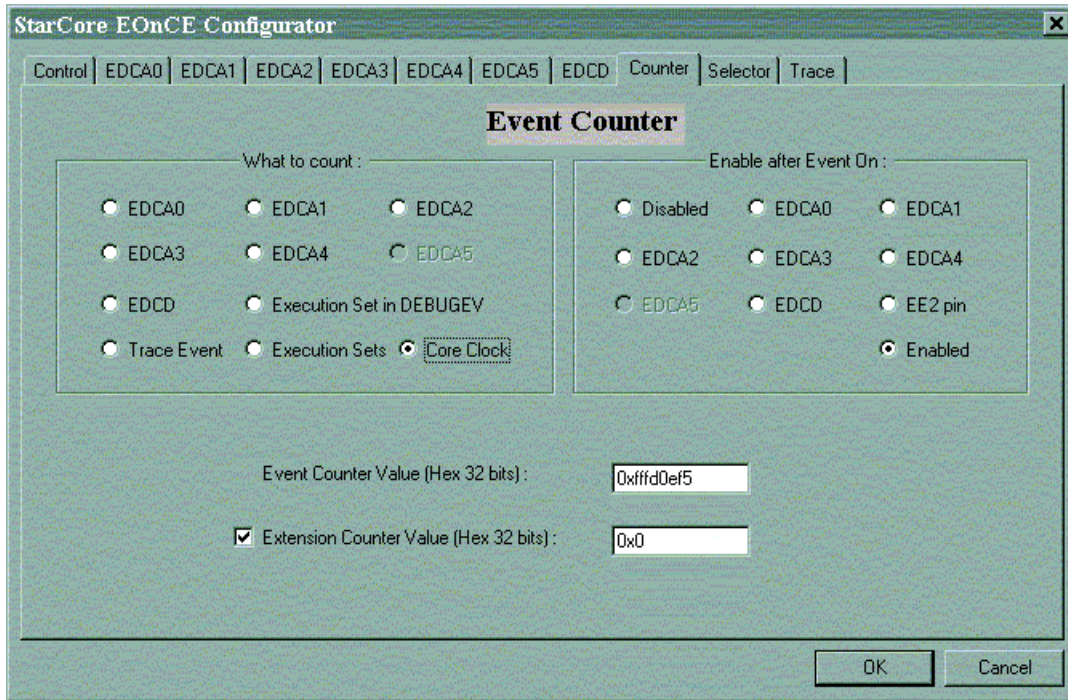 StarCore EOnCE Configurator
Control EDCA0 EDCA1 EDCA2 EDCA3 EDCA4 EDCA5 EDCD Counter Selector Trace
Event Counter
What to count :
EDCA0 EDCA1 EDCA2
EDCA3 EDCA4 EDCA5
EDCD Execution Set in DEBUGEV
Trace Event Execution Sets Core Clock
Enable after Event On :
Disabled EDCA0 EDCA1
EDCA2 EDCA3 EDCA4
EDCA5 EDCD EE2 pin
Enabled
Event Counter Value (Hex 32 bits) : 0xfffd0ef5
Extension Counter Value (Hex 32 bits) : 0x0
OK Cancel